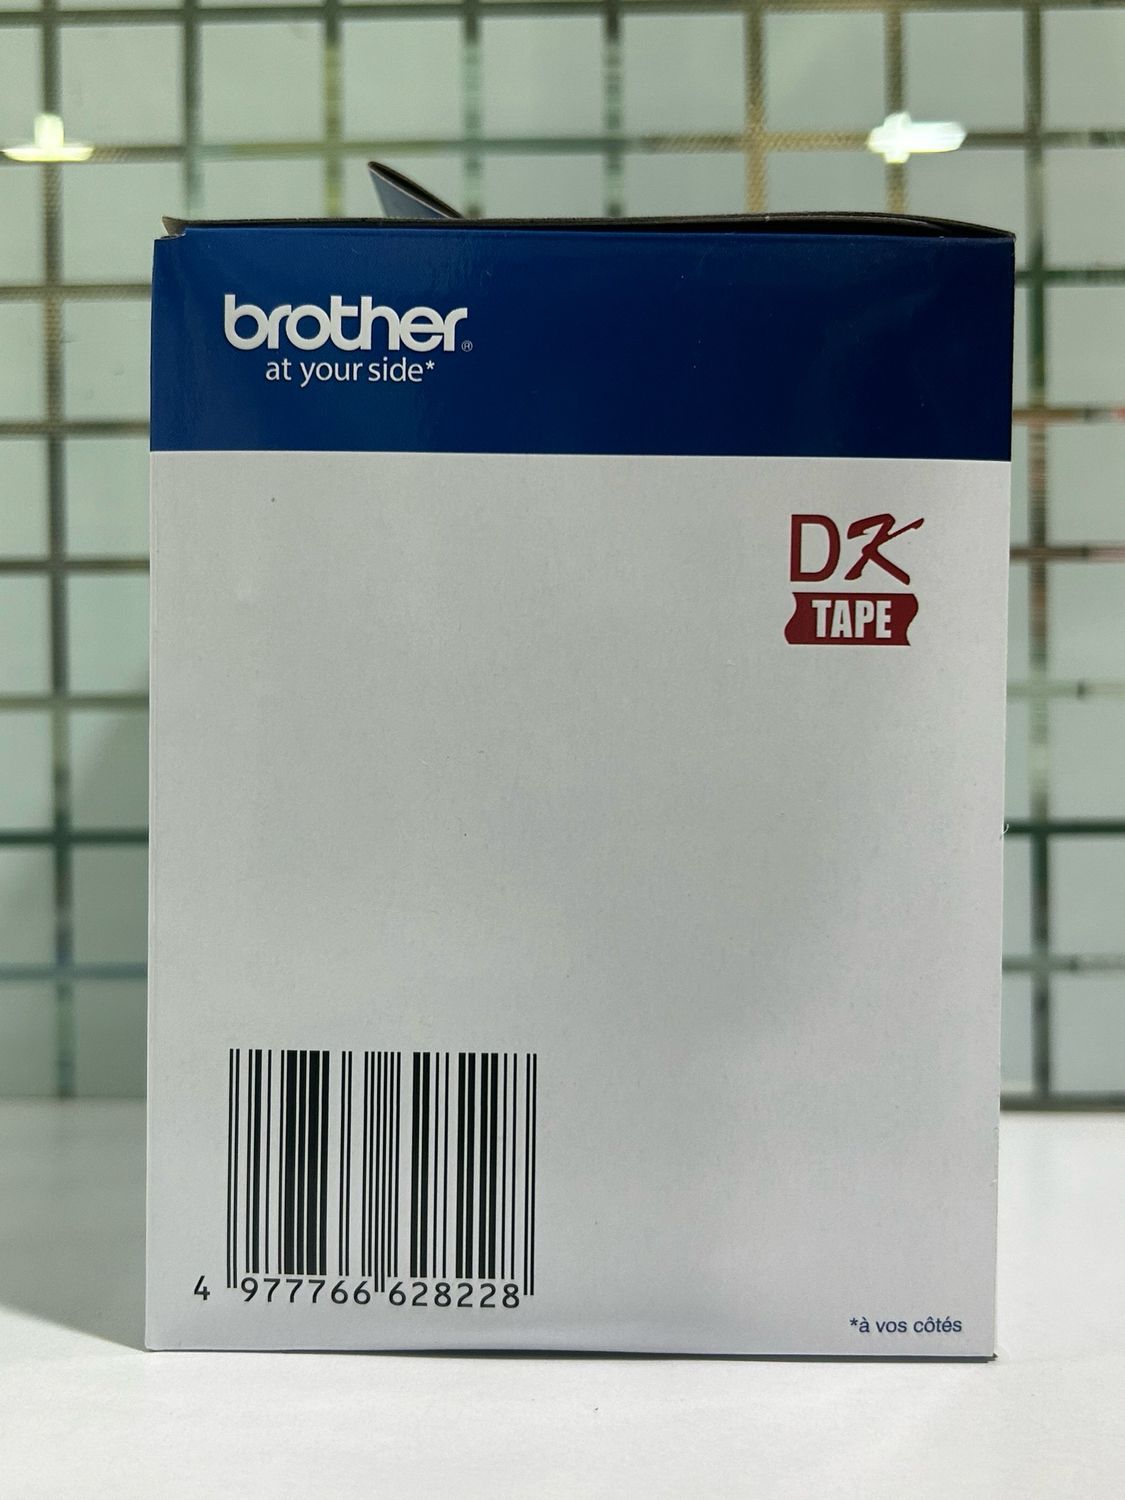 brother®
at your side*
DK
TAPE
4 977766 628228
*à vos côtés